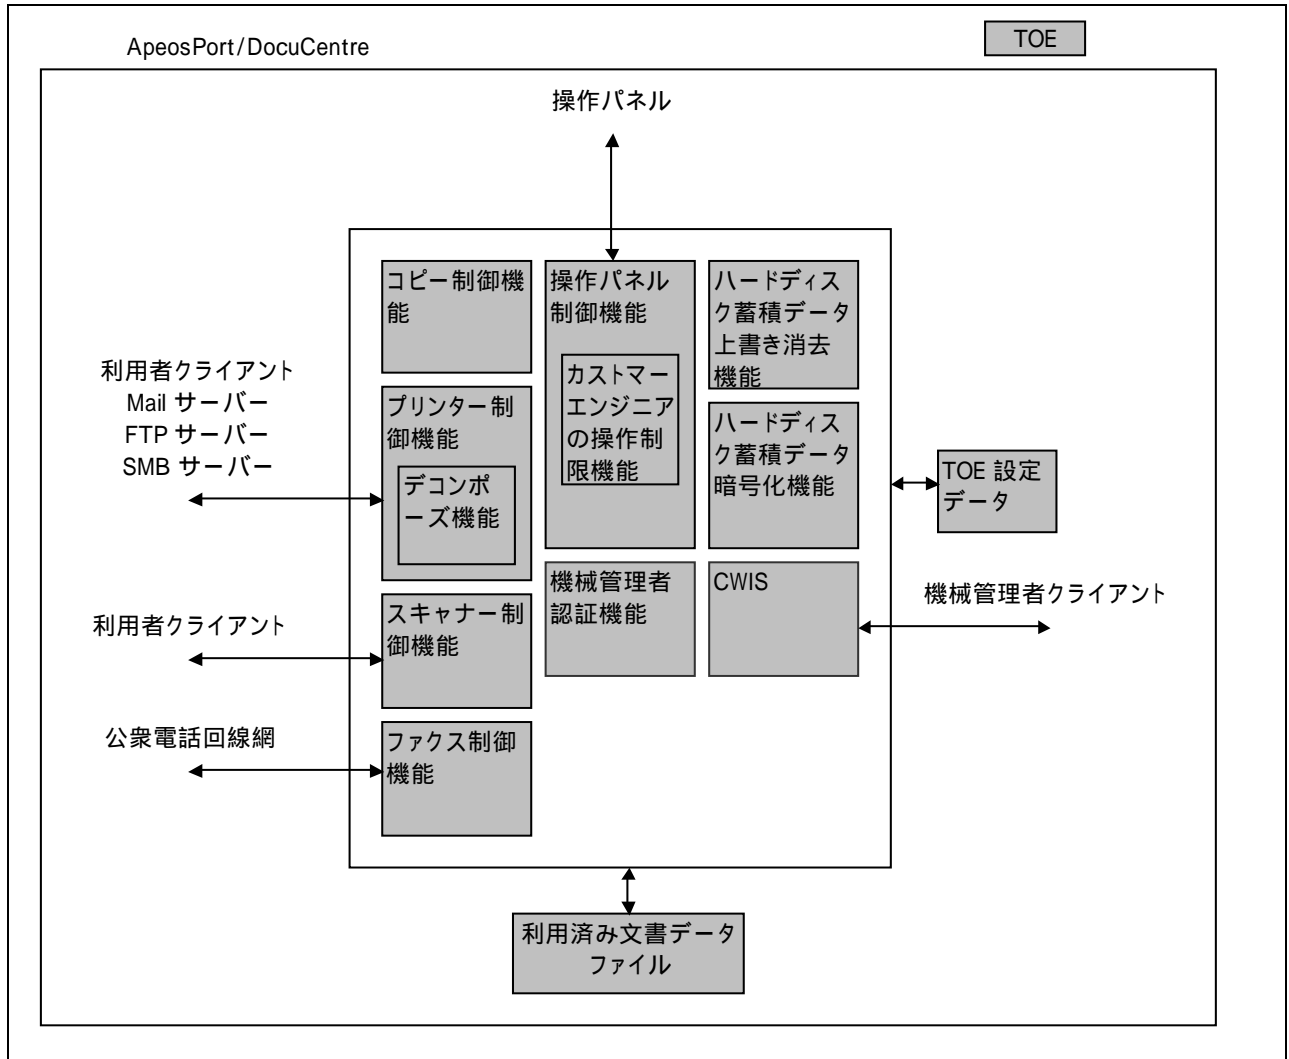 ApeosPort/DocuCentre
TOE
操作パネル
コピー制御機
能
操作パネル
制御機能
ハードディス
ク蓄積データ
上書き消去
機能
利用者クライアント
Mail サーバー
FTP サーバー
SMB サーバー
プリンター制
御機能
デコンポ
ーズ機能
カストマー
エンジニア
の操作制
限機能
ハードディス
ク蓄積データ
暗号化機能
TOE 設定
データ
機械管理者
認証機能
CWIS
機械管理者クライアント
利用者クライアント
スキャナー制
御機能
公衆電話回線網
ファクス制御
機能
利用済み文書データ
ファイル